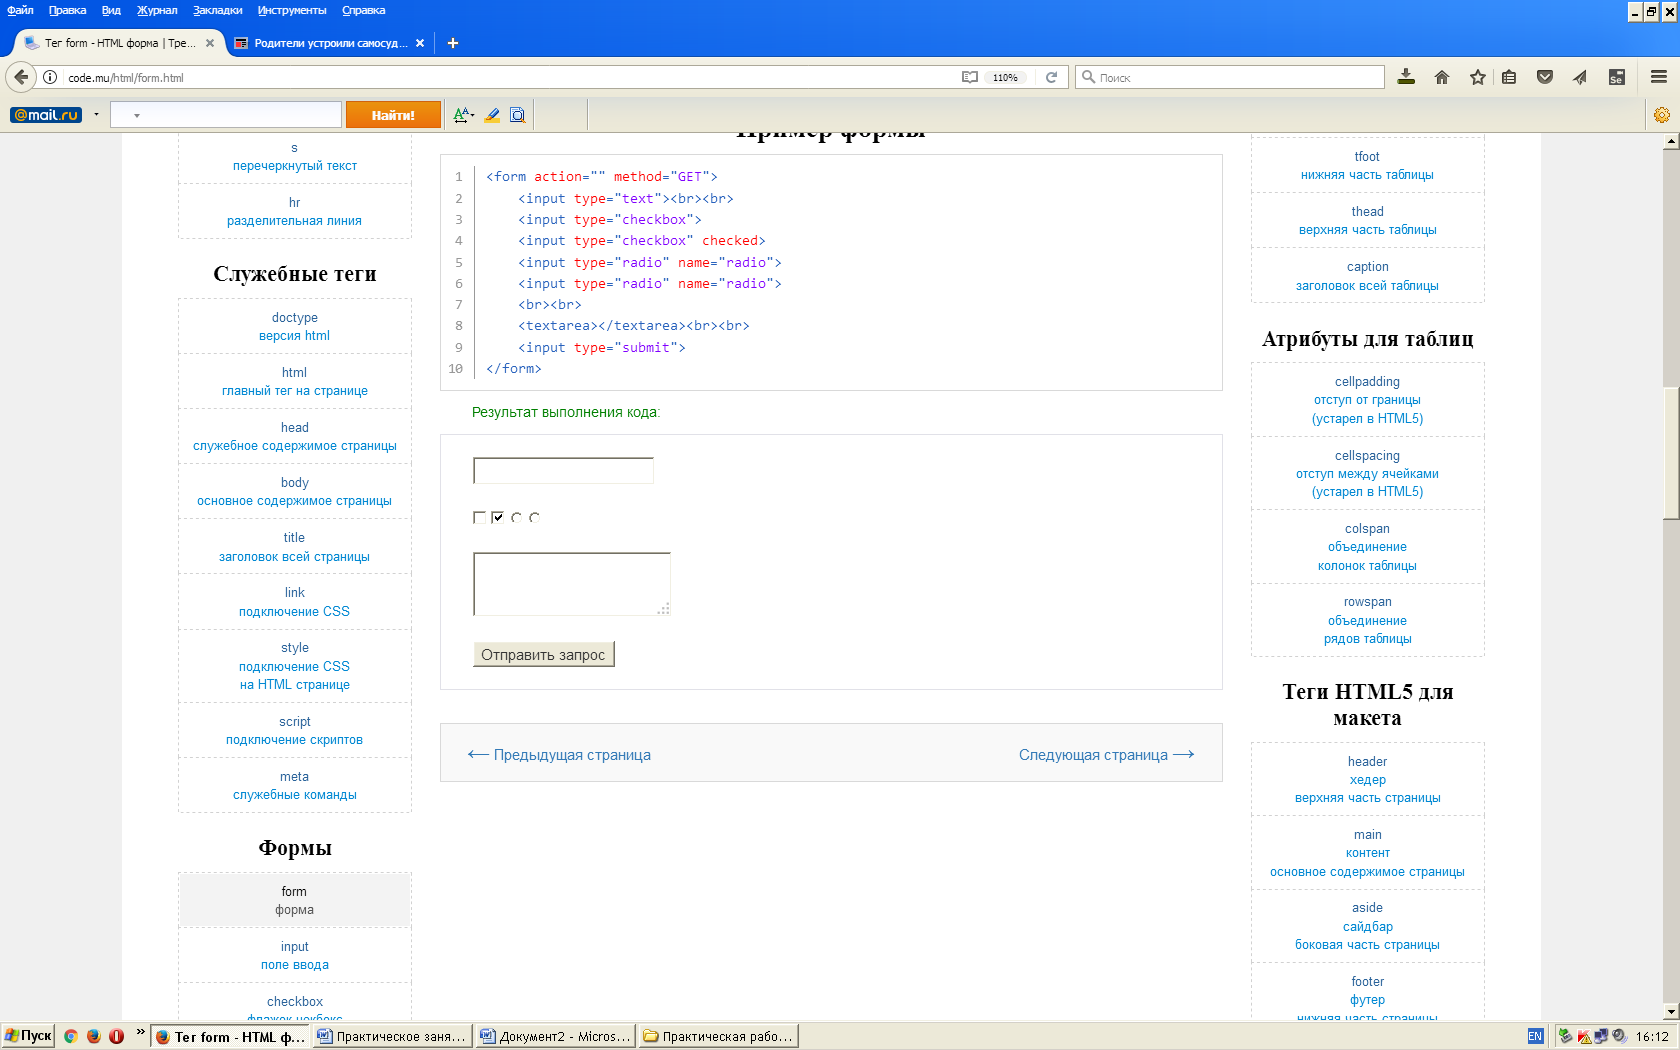 Файл Правка Вид Журнал Закладки Инструменты Справка
Тег form - HTML форма | Тре...
Родители устроили самосуд...
code.mu/html/form.html
110%
Поиск
@mail.ru
Найти!
s
перечеркнутый текст
hr
разделительная линия
Служебные теги
doctype
версия html
html
главный тег на странице
head
служебное содержимое страницы
body
основное содержимое страницы
title
заголовок всей страницы
link
подключение CSS
style
подключение CSS
на HTML странице
script
подключение скриптов
meta
служебные команды
Формы
form
форма
input
поле ввода
checkbox
флажок чекбокс
Пример формы
1 <form action="" method="GET">
2 <input type="text"><br><br>
3 <input type="checkbox">
4 <input type="checkbox" checked>
5 <input type="radio" name="radio">
6 <input type="radio" name="radio">
7 <br><br>
8 <textarea></textarea><br><br>
9 <input type="submit">
10 </form>
Результат выполнения кода:
Отправить запрос
⟵ Предыдущая страница
Следующая страница ⟶
tfoot
нижняя часть таблицы
thead
верхняя часть таблицы
caption
заголовок всей таблицы
Атрибуты для таблиц
cellpadding
отступ от границы
(устарел в HTML5)
cellspacing
отступ между ячейками
(устарел в HTML5)
colspan
объединение
колонок таблицы
rowspan
объединение
рядов таблицы
Теги HTML5 для
макета
header
хедер
верхняя часть страницы
main
контент
основное содержимое страницы
aside
сайдбар
боковая часть страницы
footer
футер
нижняя часть страницы
Пуск
»
Тег form - HTML ф...
Практическое заня...
Документ2 - Micros...
Практическая рабо...
EN
16:12